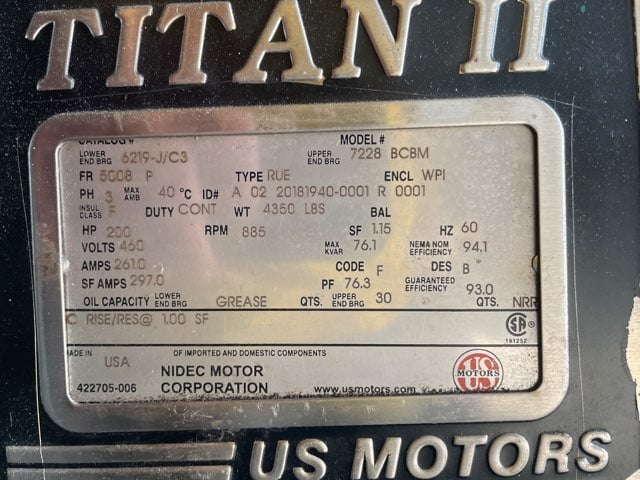 TITAN II
CATALOG# MODEL#
LOWER END BRG 6219-J/C3 UPPER END BRG 7228 BCBM
FR 5008 P TYPE RUE ENCL WPI
PH 3 MAX AMB 40 °C ID# A 02 20181940-0001 R 0001
INSUL CLASS F DUTY CONT WT 4350 LBS BAL
HP 200 RPM 885 SF 1.15 HZ 60
VOLTS 460 MAX KVAR 76.1 NEMA NOM EFFICIENCY 94.1
AMPS 261.0 CODE F DES B
SF AMPS 297.0 PF 76.3 GUARANTEED EFFICIENCY 93.0
OIL CAPACITY LOWER END BRG GREASE QTS. UPPER END BRG 30 QTS. NRR
C RISE/RES@ 1.00 SF
SA ®
191252
MADE IN USA OF IMPORTED AND DOMESTIC COMPONENTS
NIDEC MOTOR
422705-006 CORPORATION www.usmotors.com
US MOTORS
US MOTORS